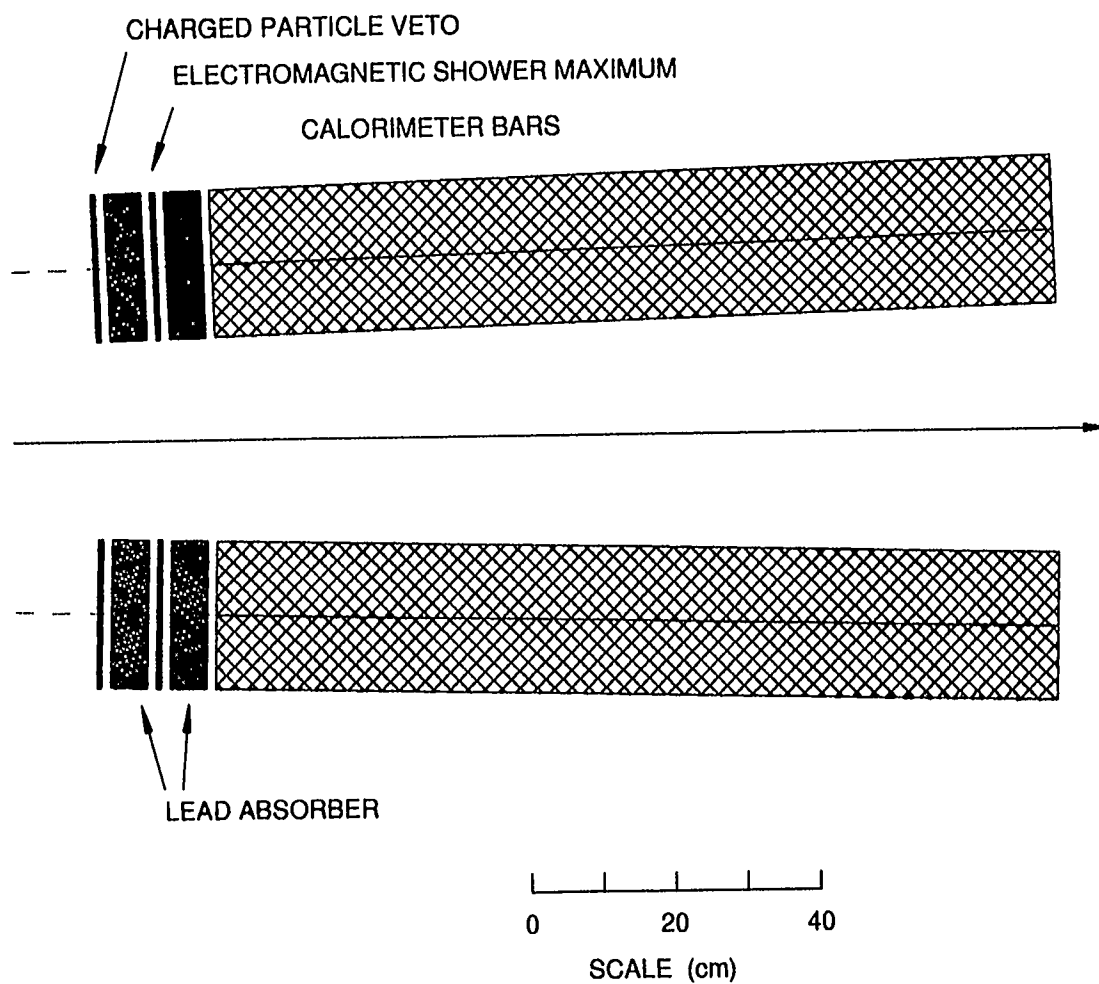 CHARGED PARTICLE VETO
ELECTROMAGNETIC SHOWER MAXIMUM
CALORIMETER BARS
LEAD ABSORBER
0 20 40
SCALE (cm)